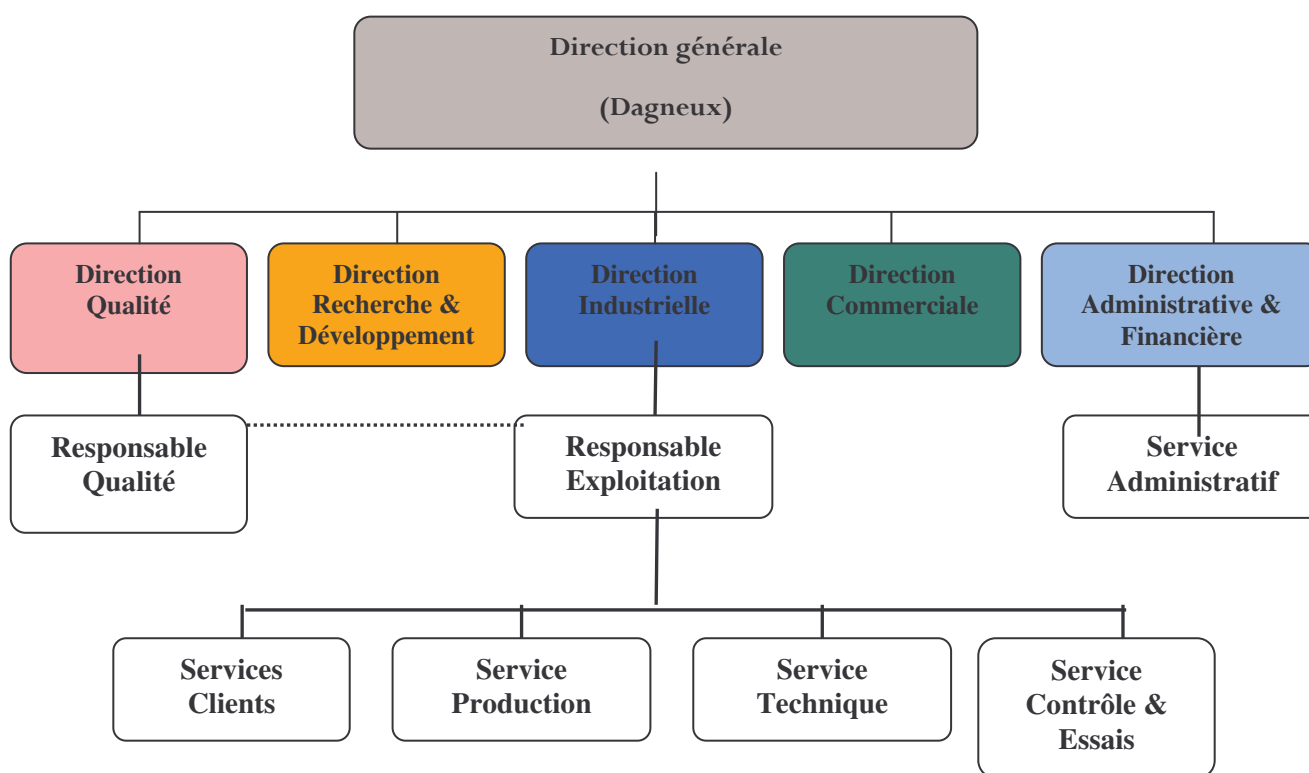 Direction générale
(Dagneux)
Direction
Qualité
Direction
Recherche &
Développement
Direction
Industrielle
Direction
Commerciale
Direction
Administrative &
Financière
Responsable
Qualité
Responsable
Exploitation
Service
Administratif
Services
Clients
Service
Production
Service
Technique
Service
Contrôle &
Essais